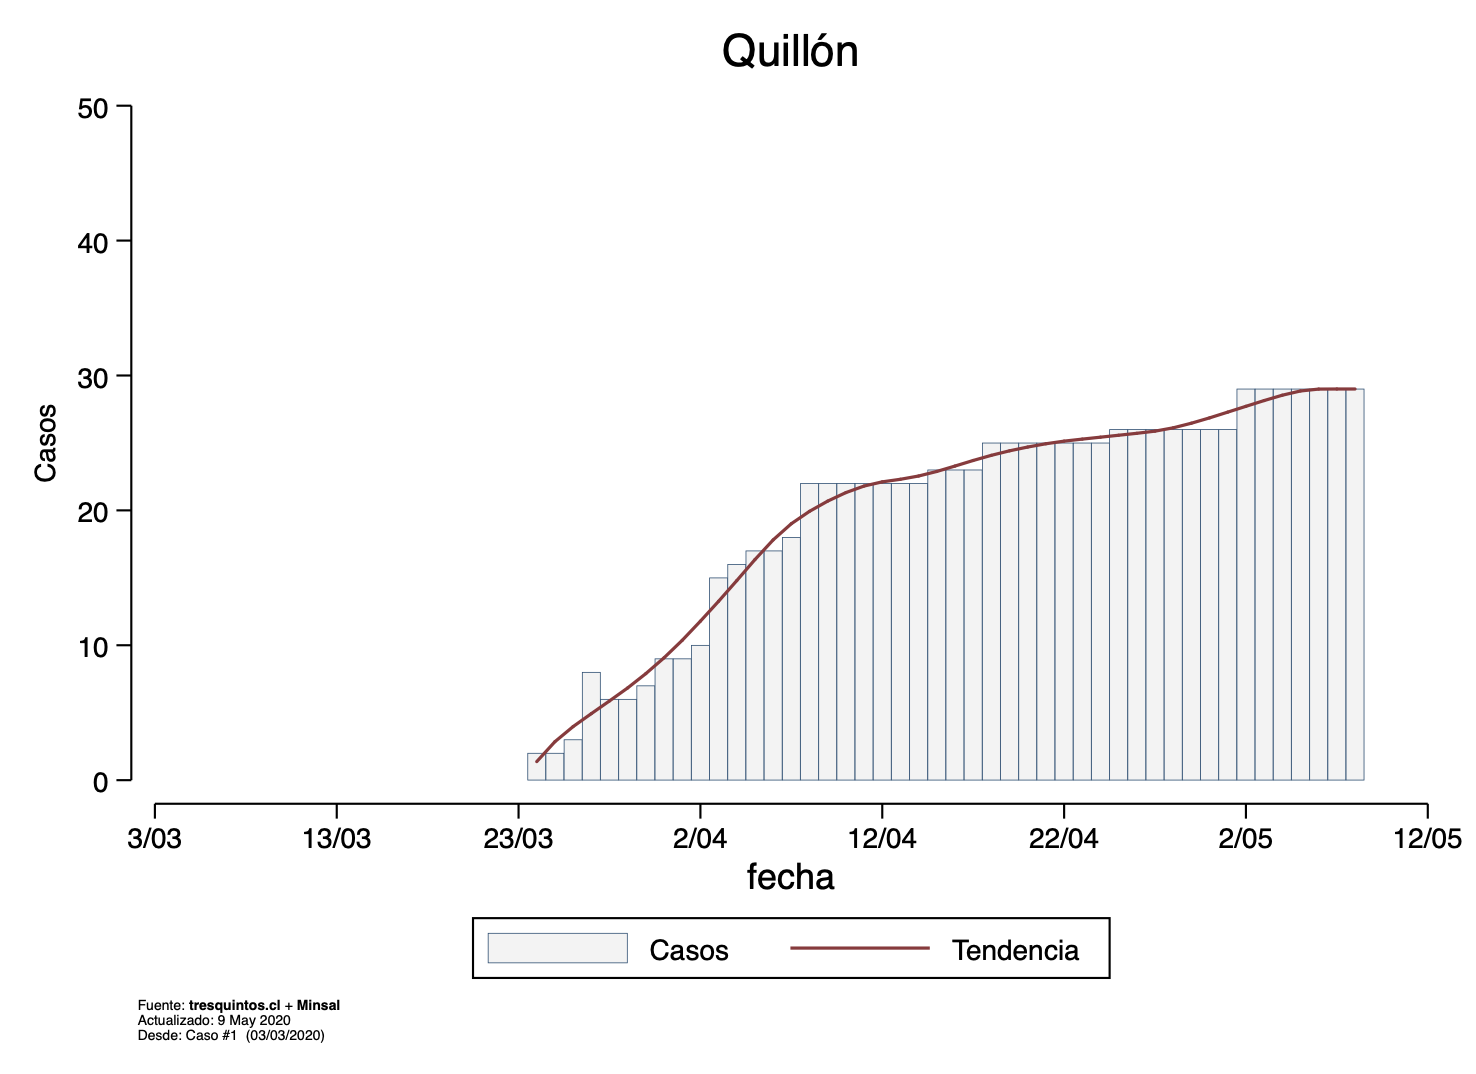 Quillón
50
40
30
20
10
0
Casos
3/03 13/03 23/03 2/04 12/04 22/04 2/05 12/05
fecha
Casos Tendencia
Fuente: tresquintos.cl + Minsal
Actualizado: 9 May 2020
Desde: Caso #1 (03/03/2020)